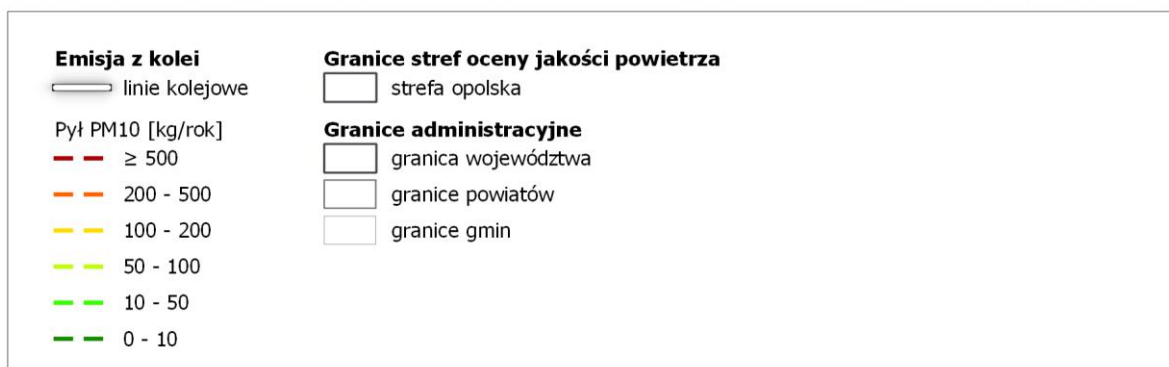 Emisja z kolei
linie kolejowe
Pył PM10 [kg/rok]
≥ 500
200 - 500
100 - 200
50 - 100
10 - 50
0 - 10
Granice stref oceny jakości powietrza
strefa opolska
Granice administracyjne
granica województwa
granice powiatów
granice gmin